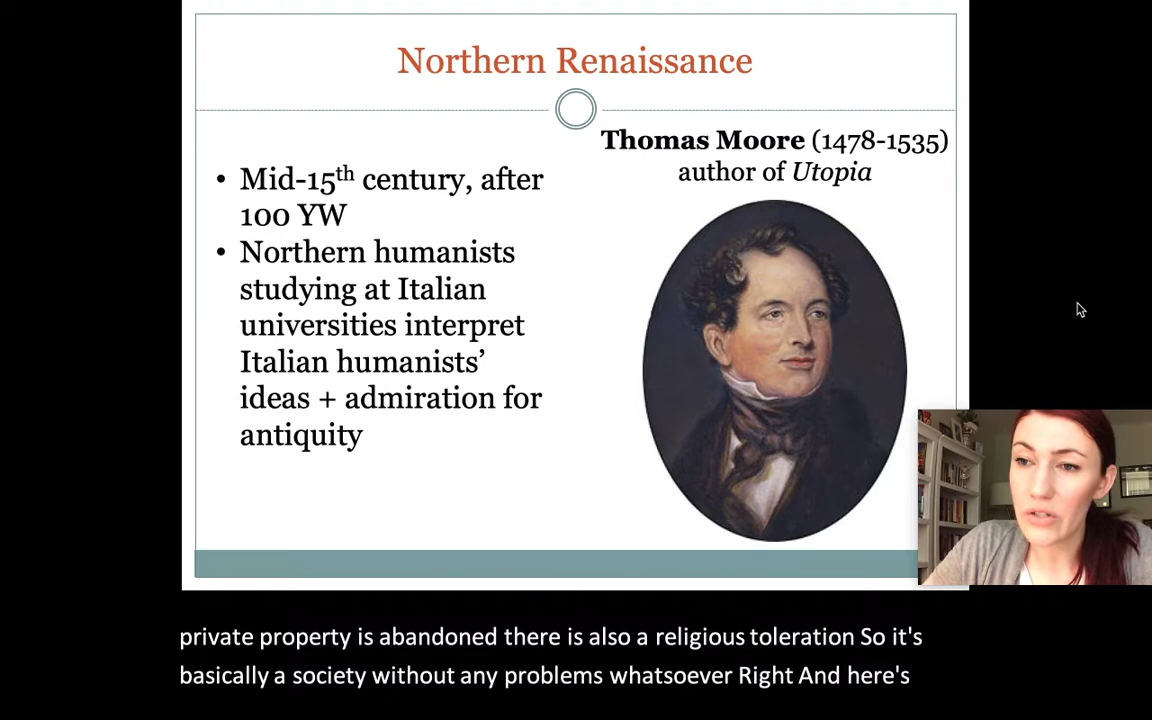 Northern Renaissance
• Mid-15th century, after
100 YW
• Northern humanists
studying at Italian
universities interpret
Italian humanists’
ideas + admiration for
antiquity
Thomas Moore (1478-1535)
author of Utopia
private property is abandoned there is also a religious toleration So it's
basically a society without any problems whatsoever Right And here's